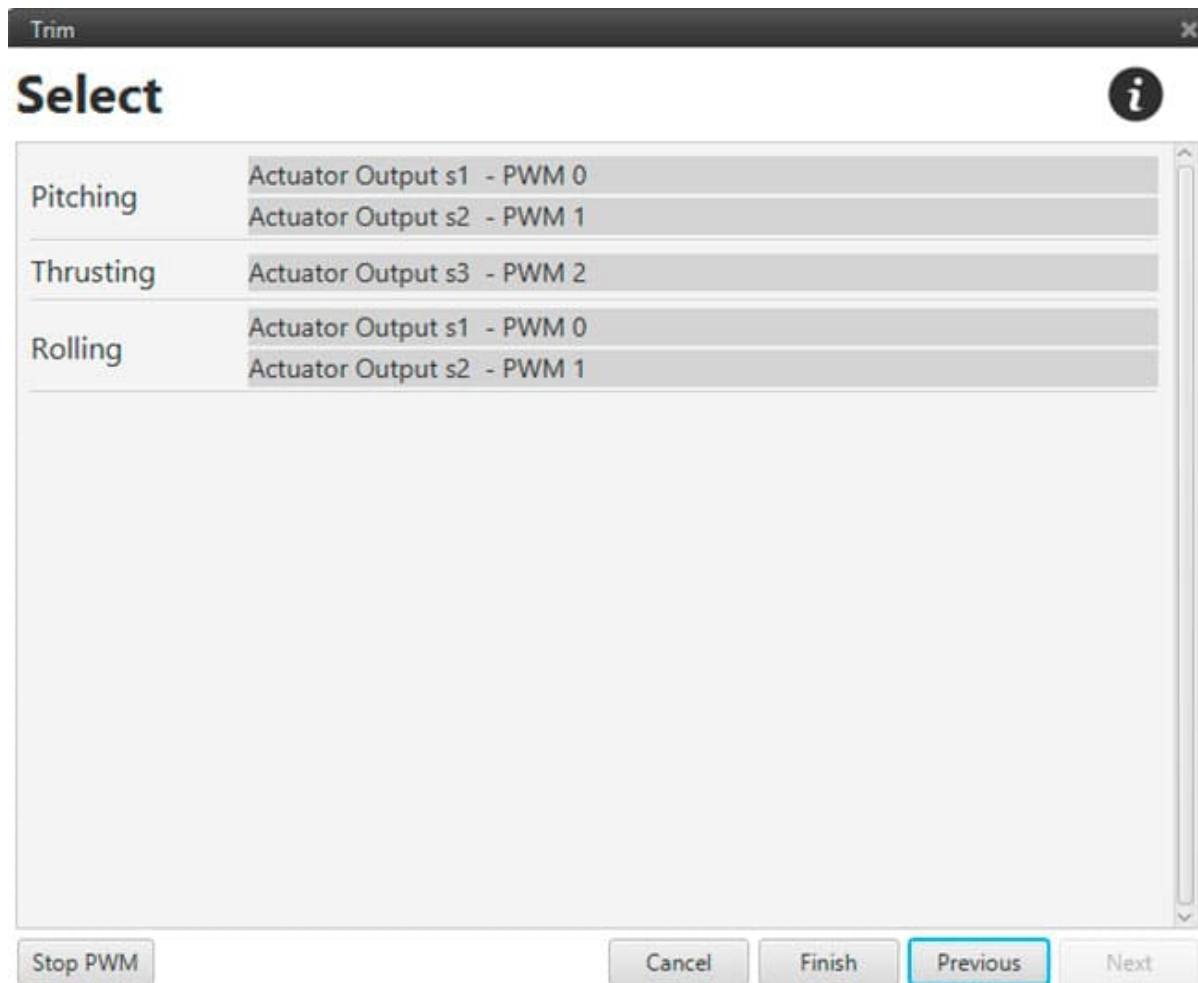 Trim
Select
Pitching
Actuator Output s1 - PWM 0
Actuator Output s2 - PWM 1
Thrusting
Actuator Output s3 - PWM 2
Rolling
Actuator Output s1 - PWM 0
Actuator Output s2 - PWM 1
Stop PWM
Cancel
Finish
Previous
Next